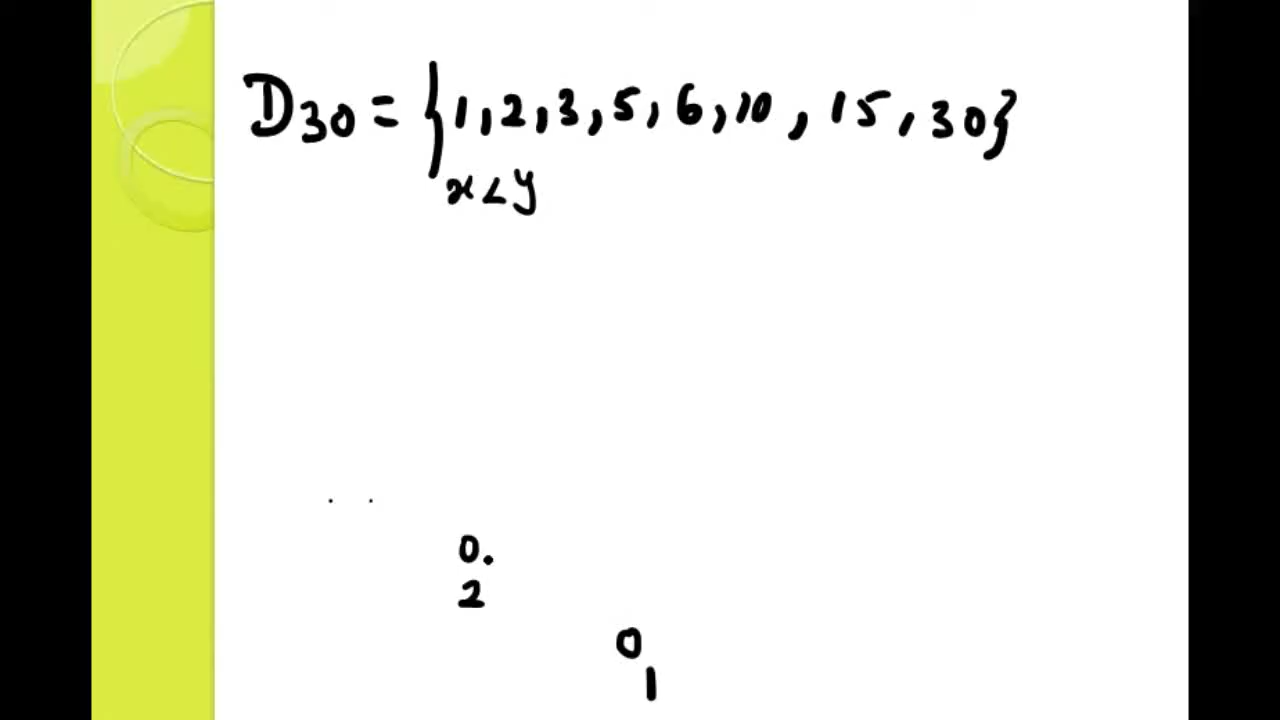 D30 = {1,2,3,5,6,10,15,30}
x<y
0.
2
0
1